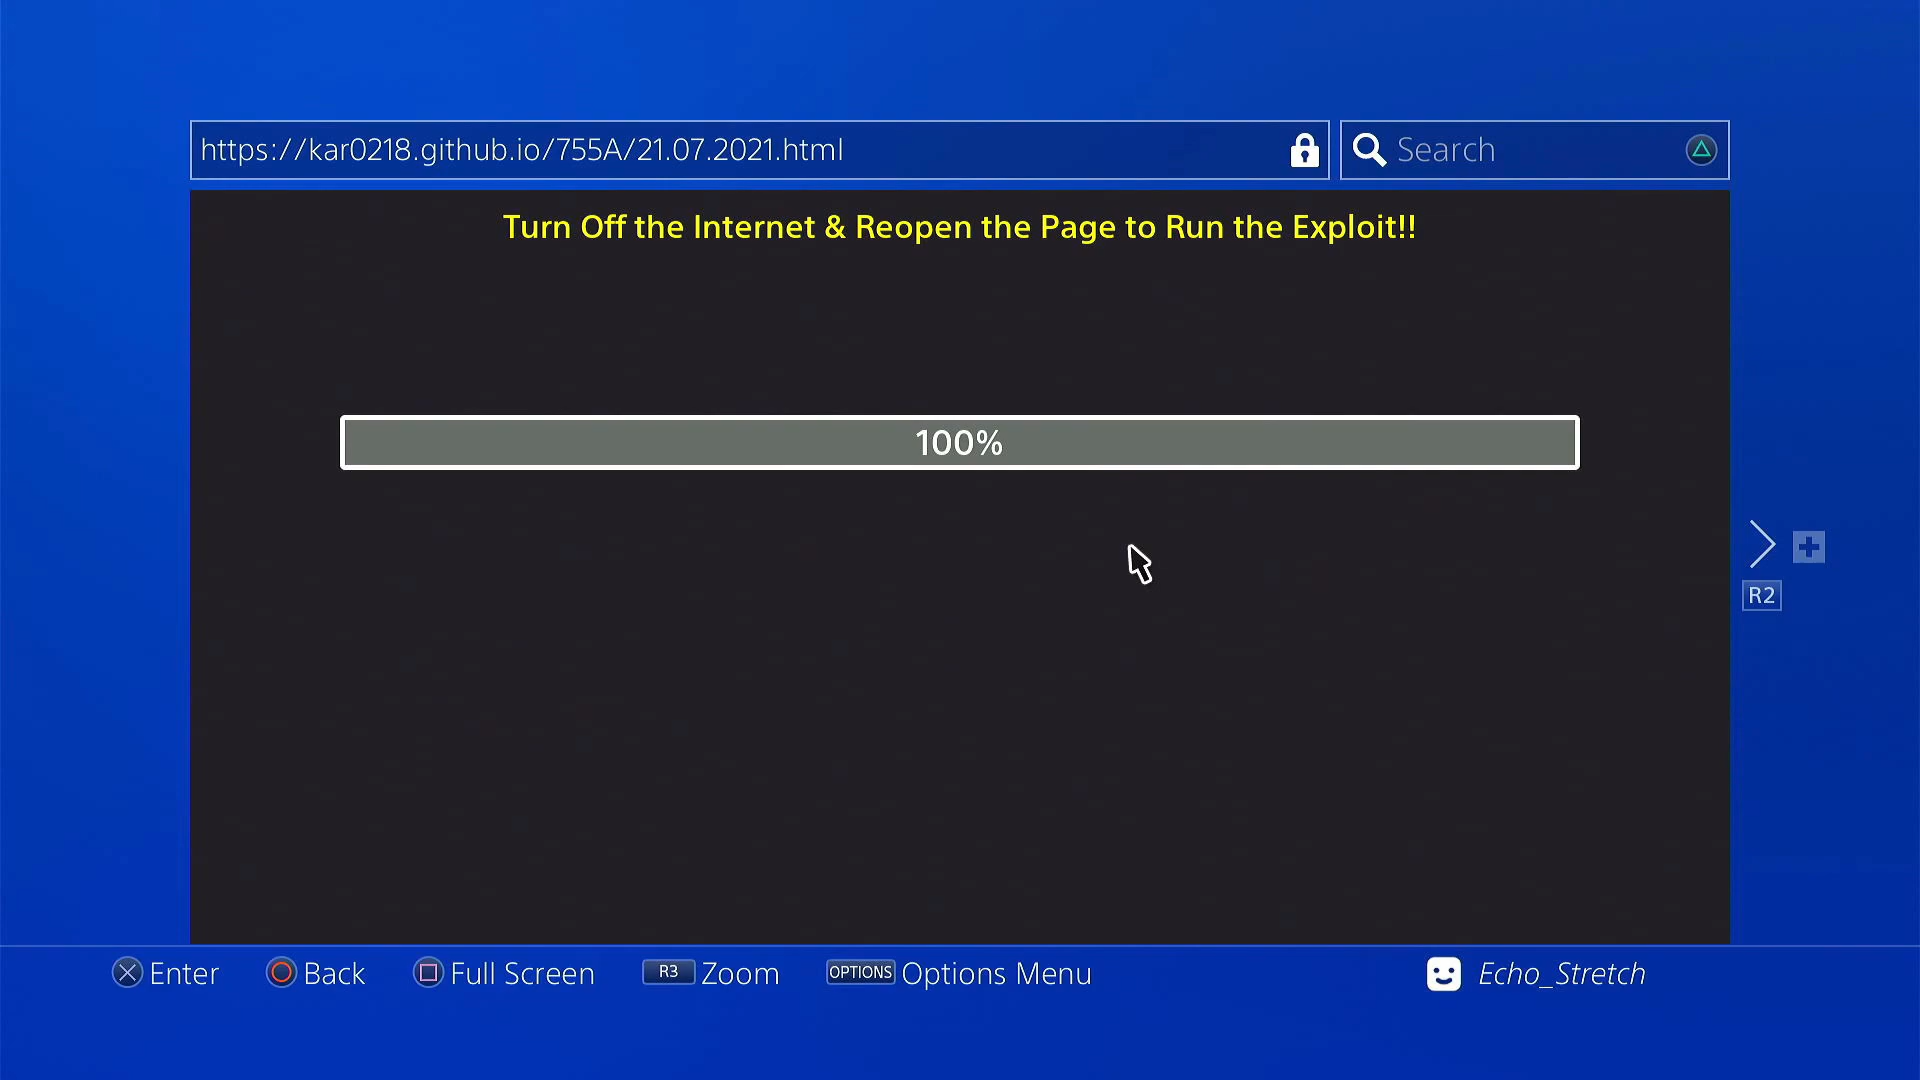 https://kar0218.github.io/755A/21.07.2021.html
Search
Turn Off the Internet & Reopen the Page to Run the Exploit!!
100%
R2
Enter
Back
Full Screen
R3 Zoom
OPTIONS Options Menu
Echo_Stretch